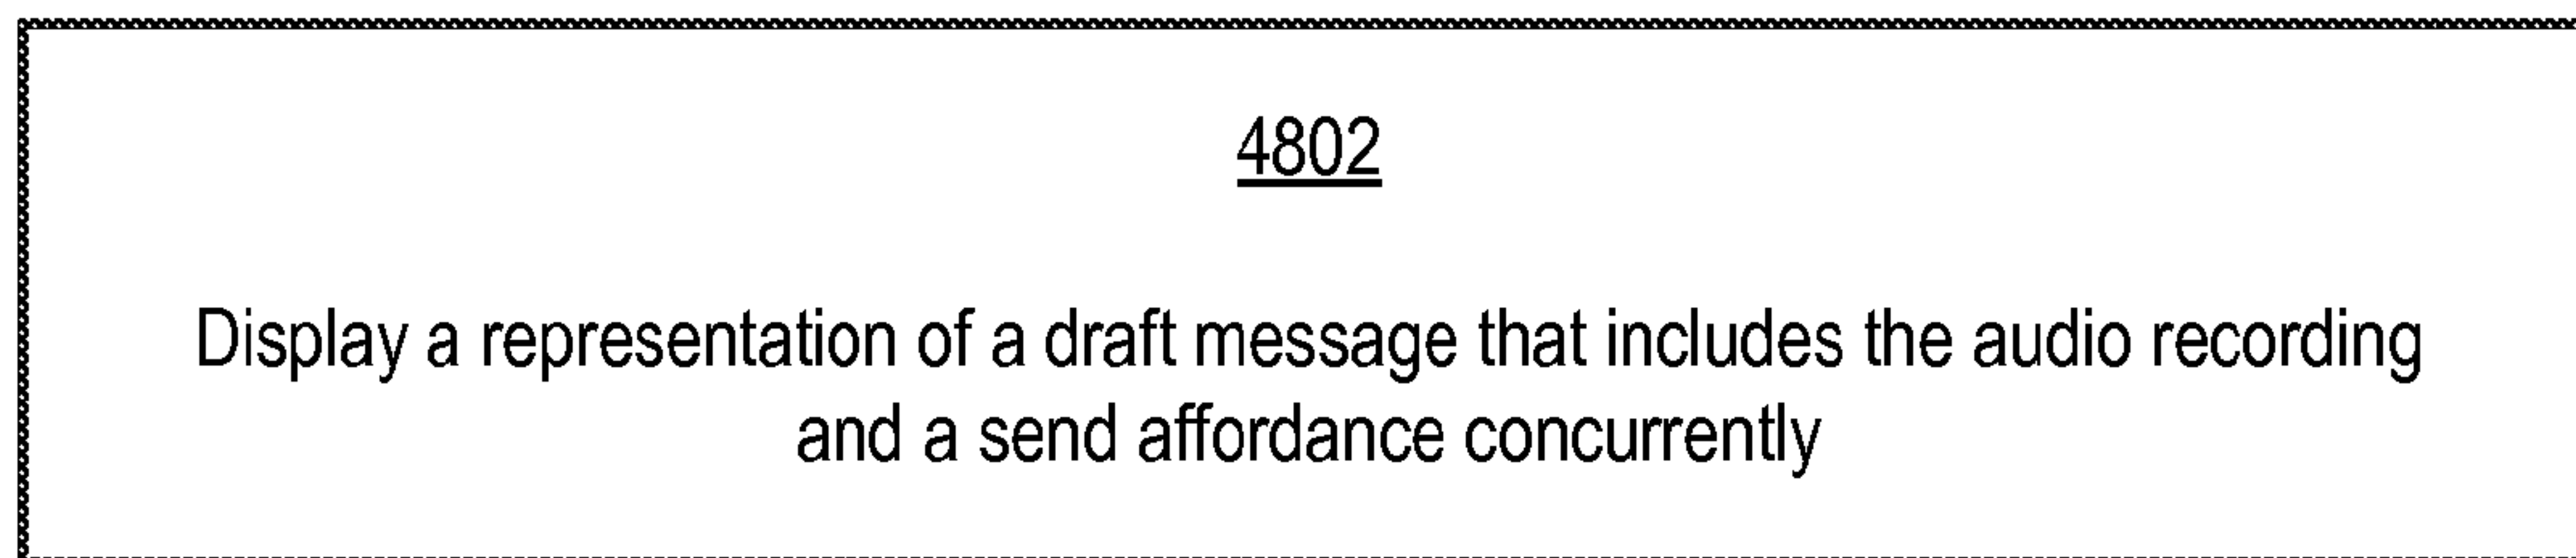 4802
Display a representation of a draft message that includes the audio recording
and a send affordance concurrently